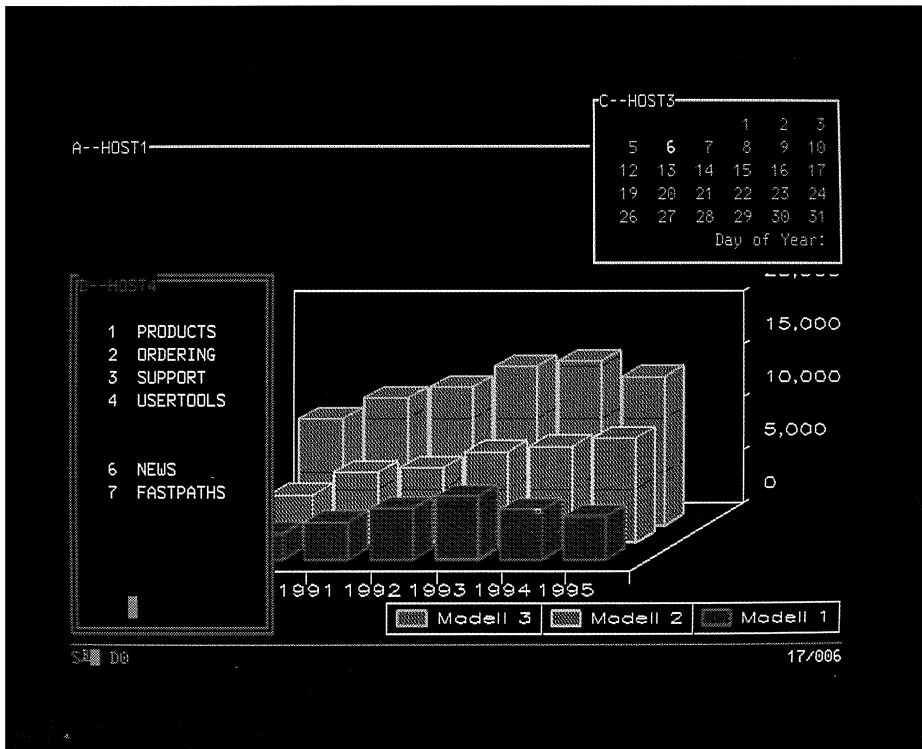 C--HOST3
1 2 3
A--HOST1
5 6 7 8 9 10
12 13 14 15 16 17
19 20 21 22 23 24
26 27 28 29 30 31
Day of Year:
D--HOST4
15,000
1 PRODUCTS
2 ORDERING
3 SUPPORT
10,000
4 USERTOOLS
5,000
6 NEWS
7 FASTPATHS
0
1991 1992 1993 1994 1995
Modell 3 Modell 2 Modell 1
D0
17/006